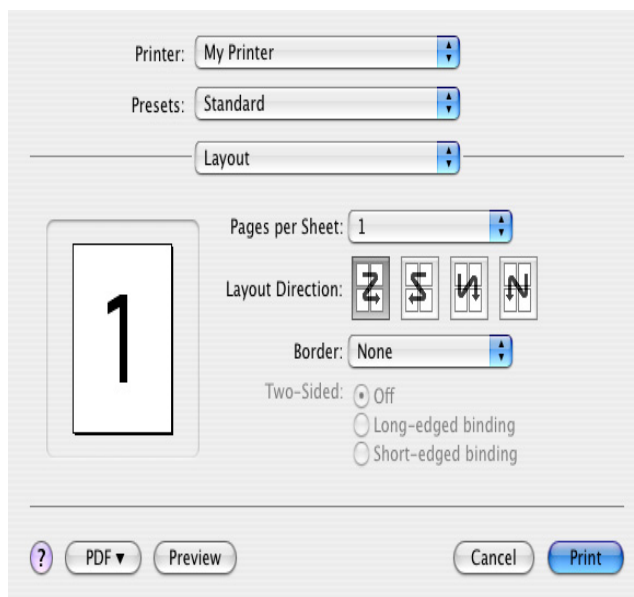 Printer: My Printer
Presets: Standard
Layout
Pages per Sheet: 1
Layout Direction:
1
Border: None
Two-Sided: Off
Long-edged binding
Short-edged binding
? PDF▼ Preview Cancel Print